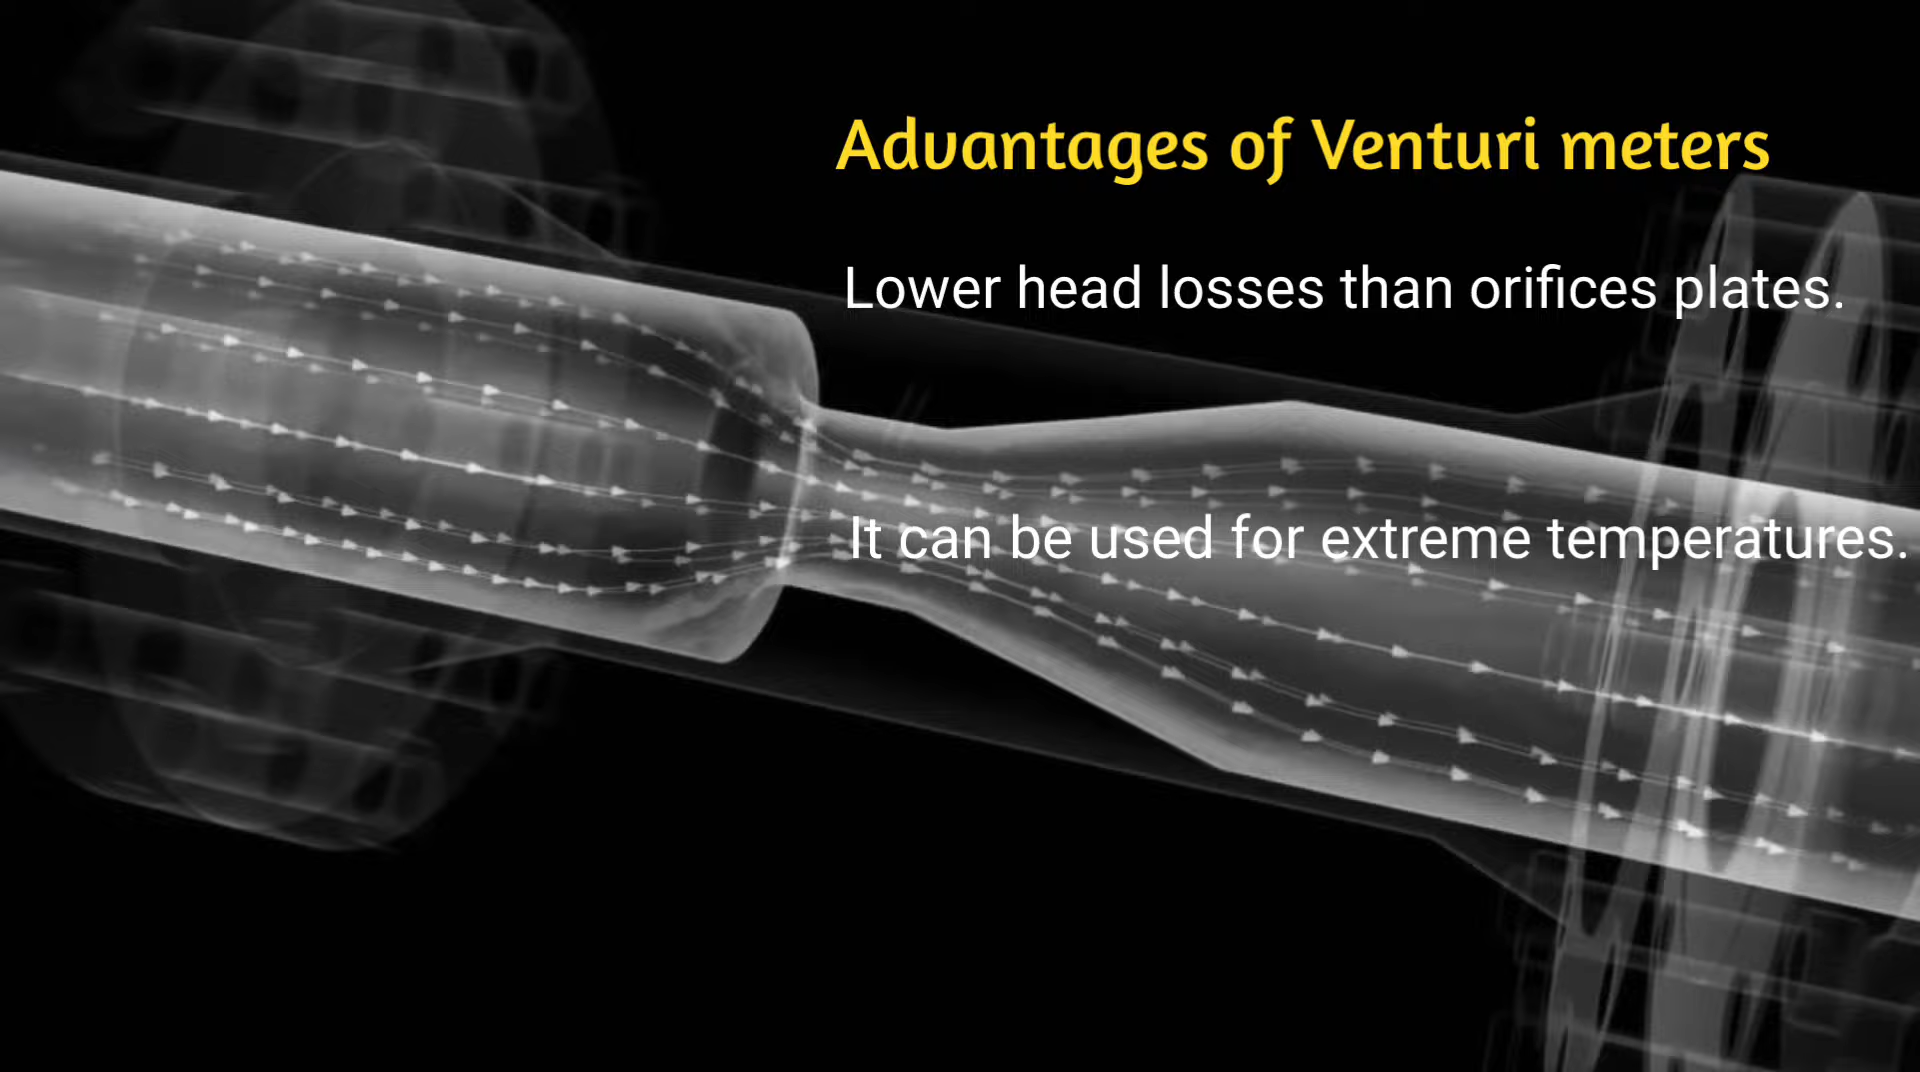 Advantages of Venturi meters
Lower head losses than orifices plates.
It can be used for extreme temperatures.